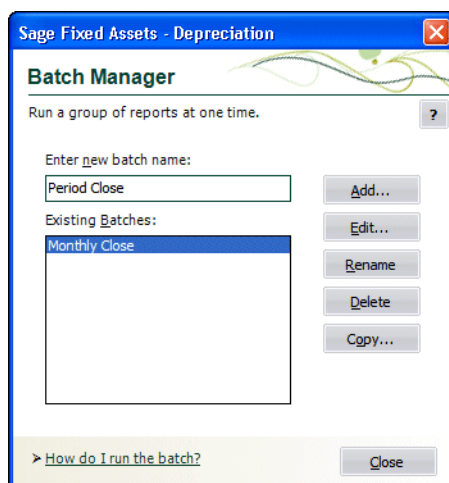 Sage Fixed Assets - Depreciation
Batch Manager
Run a group of reports at one time.
?
Enter new batch name:
Period Close
Add...
Existing Batches:
Edit...
Monthly Close
Rename
Delete
Copy...
How do I run the batch?
Close